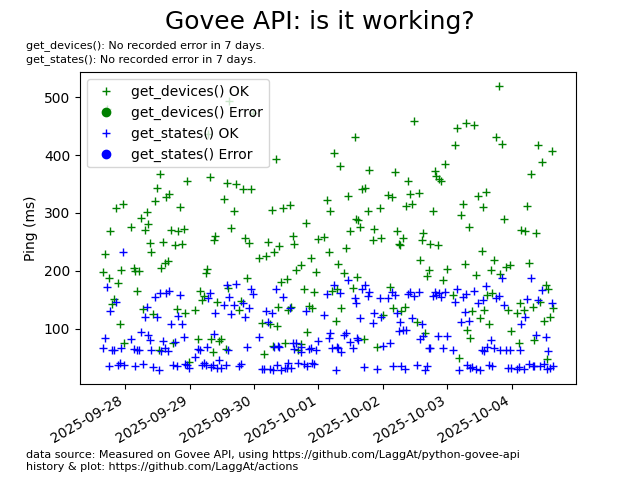 Govee API: is it working?
get_devices(): No recorded error in 7 days.
get_states(): No recorded error in 7 days.
get_devices() OK
get_devices() Error
get_states() OK
get_states() Error
Ping (ms)
500
400
300
200
100
2025-09-28
2025-09-29
2025-09-30
2025-10-01
2025-10-02
2025-10-03
2025-10-04
data source: Measured on Govee API, using https://github.com/LaggAt/python-govee-api
history & plot: https://github.com/LaggAt/actions